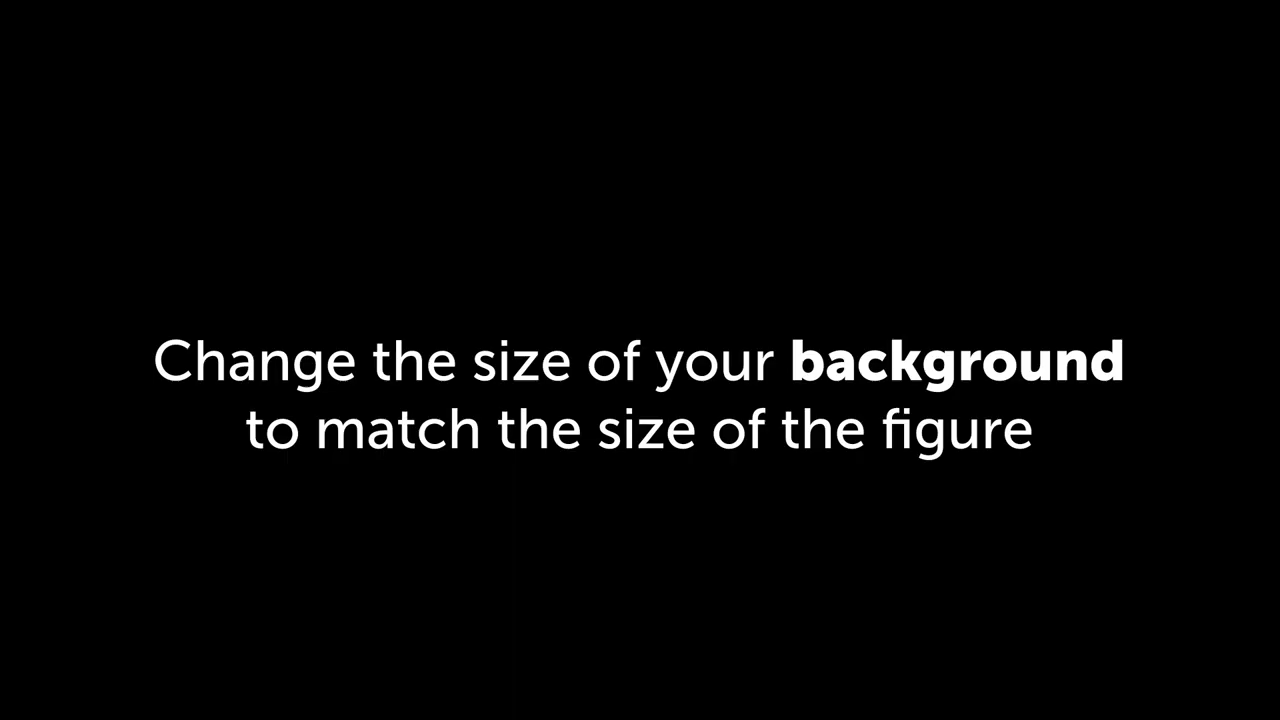 Change the size of your background
to match the size of the figure